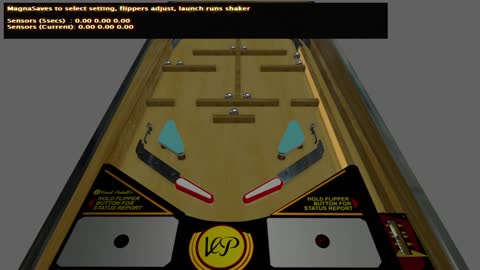 MagnaSaves to select setting, flippers adjust, launch runs shaker
Sensors (5secs) : 0.00 0.00 0.00
Sensors (Current): 0.00 0.00 0.00
HOLD FLIPPER
BUTTON FOR
STATUS REPORT
HOLD FLIPPER
BUTTON FOR
STATUS REPORT